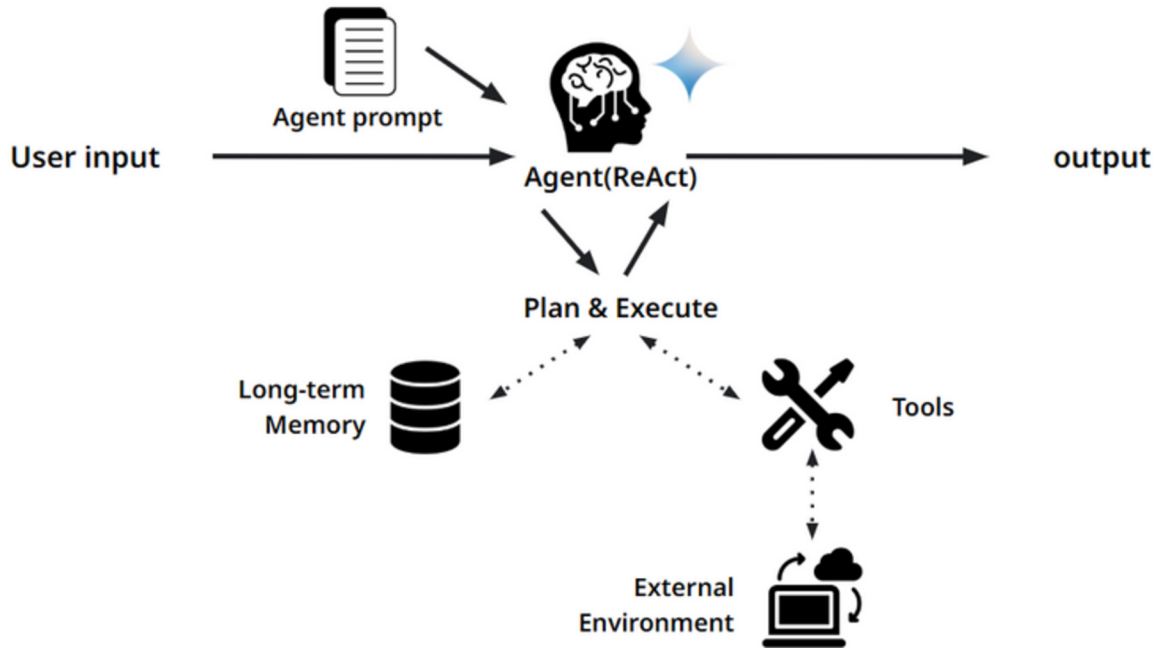 Agent prompt
User input
Agent(ReAct)
output
Plan & Execute
Long-term
Memory
Tools
External
Environment